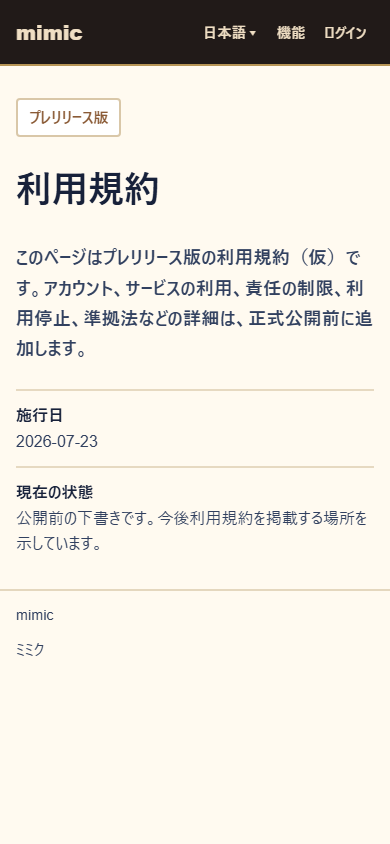 mimic
日本語
機能
ログイン
プレリリース版
利用規約
このページはプレリリース版の利用規約（仮）で
す。アカウント、サービスの利用、責任の制限、利
用停止、準拠法などの詳細は、正式公開前に追
加します。
施行日
2026-07-23
現在の状態
公開前の下書きです。今後利用規約を掲載する場所を
示しています。
mimic
ミミク